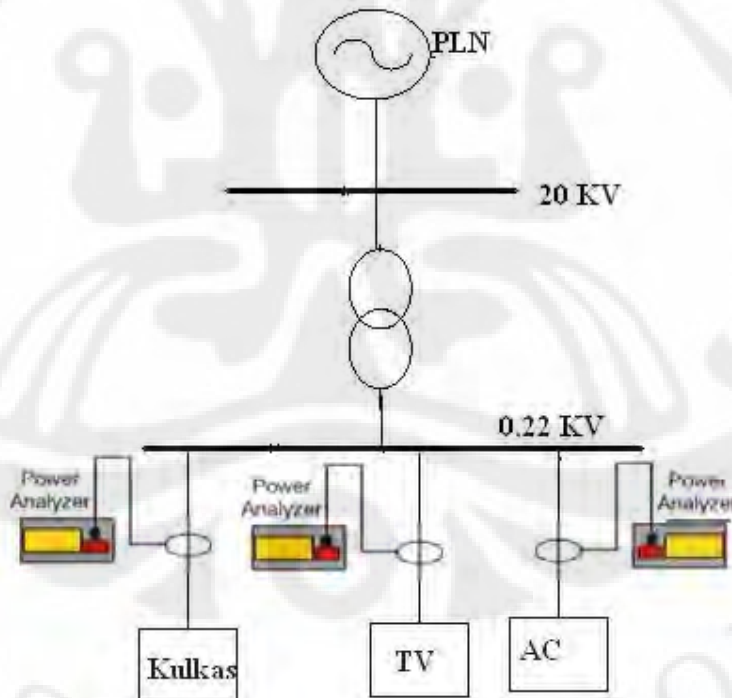 PLN
20 KV
0.22 KV
Power
Analyzer
Power
Analyzer
Power
Analyzer
Kulkas
TV
AC